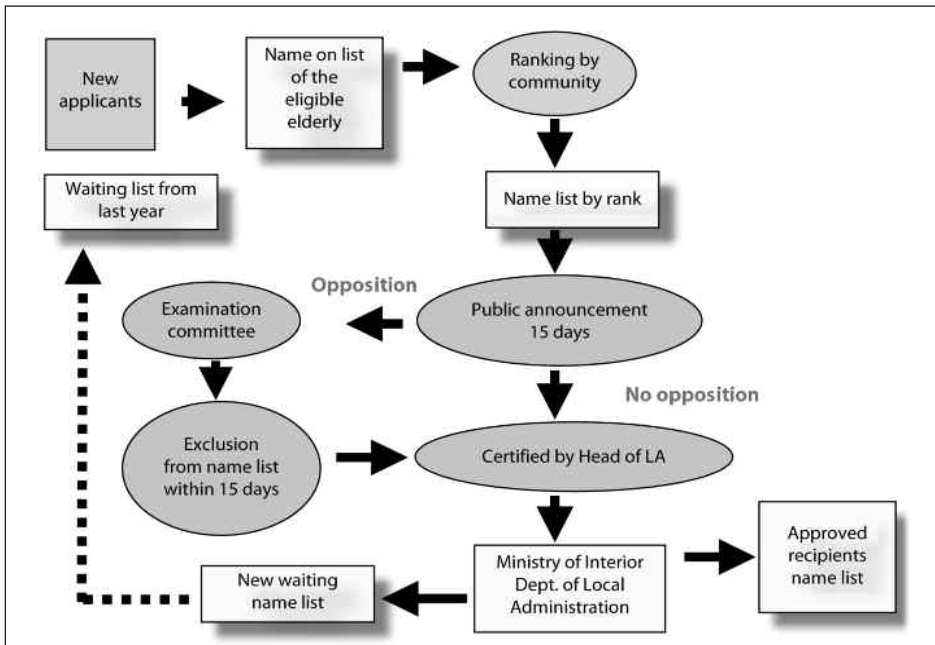 New
applicants
Name on list
of the
eligible
elderly
Ranking by
community
Waiting list from
last year
Name list by rank
Opposition
Examination
committee
Public announcement
15 days
No opposition
Exclusion
from name list
within 15 days
Certified by Head of LA
New waiting
name list
Ministry of Interior
Dept. of Local
Administration
Approved
recipients
name list